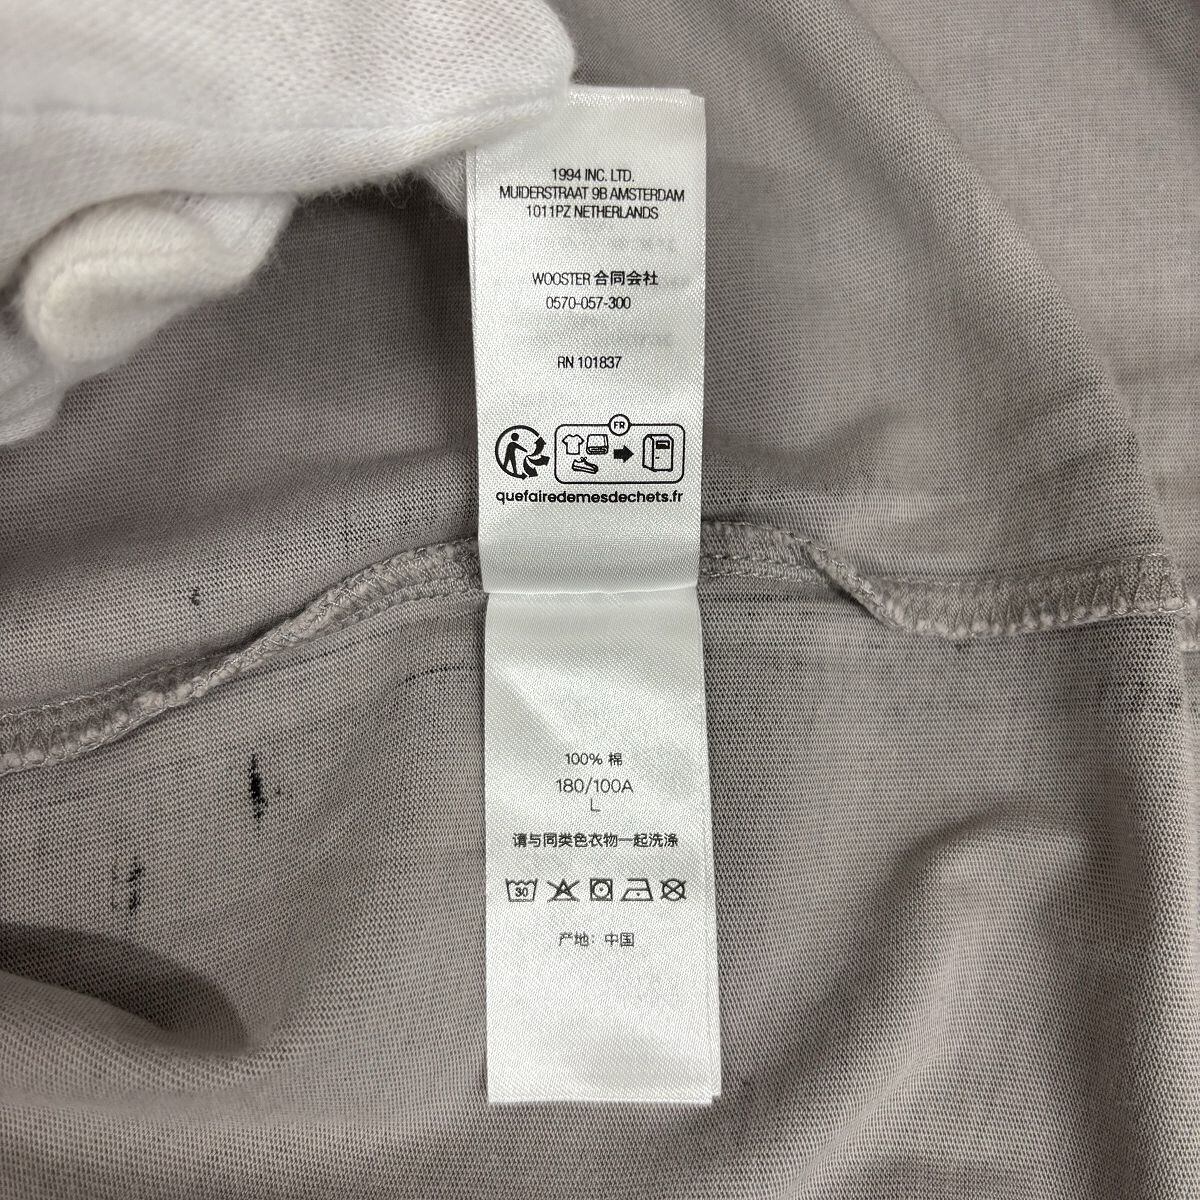 1994 INC. LTD.
MUIDERSTRAAT 9B AMSTERDAM
1011PZ NETHERLANDS
WOOSTER 合同会社
0570-057-300
RN 101837
FR
quefairedemesdechets.fr
100% 棉
180/100A
L
请与同类色衣物一起洗涤
30
产地: 中国